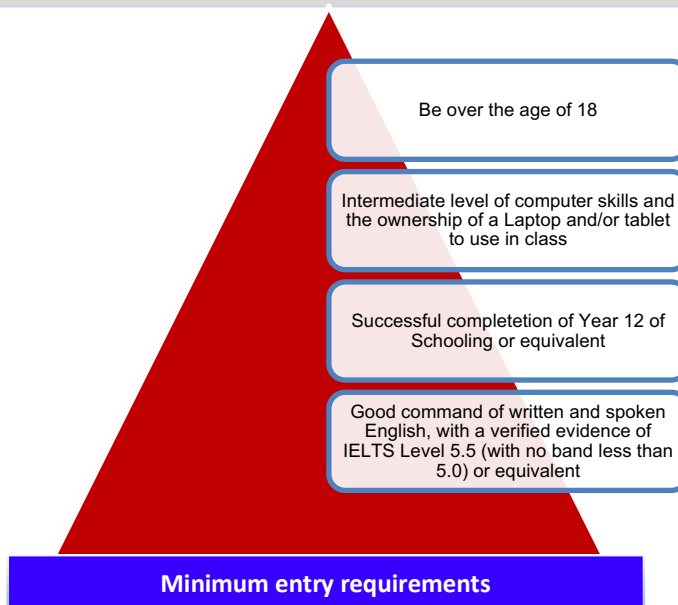 Be over the age of 18
Intermediate level of computer skills and
the ownership of a Laptop and/or tablet
to use in class
Successful completetion of Year 12 of
Schooling or equivalent
Good command of written and spoken
English, with a verified evidence of
IELTS Level 5.5 (with no band less than
5.0) or equivalent
Minimum entry requirements